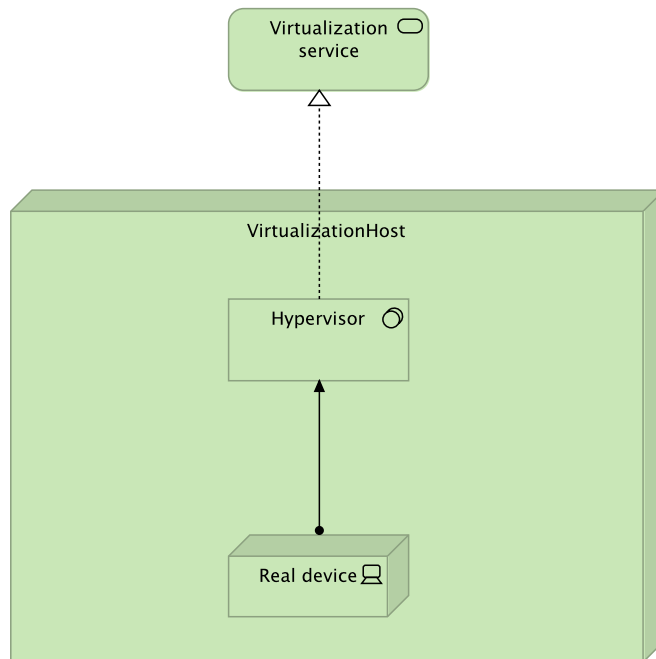 Virtualization
service
VirtualizationHost
Hypervisor
Real device